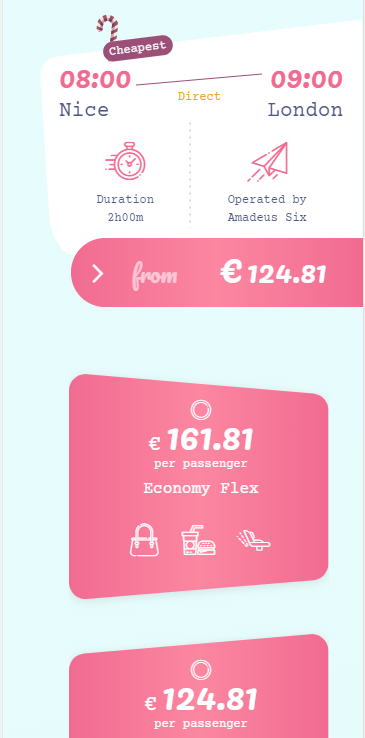 Cheapest
08:00 09:00
Direct
Nice London
Duration Operated by
2h00m Amadeus Six
from € 124.81
€ 161.81
per passenger
Economy Flex
€ 124.81
per passenger